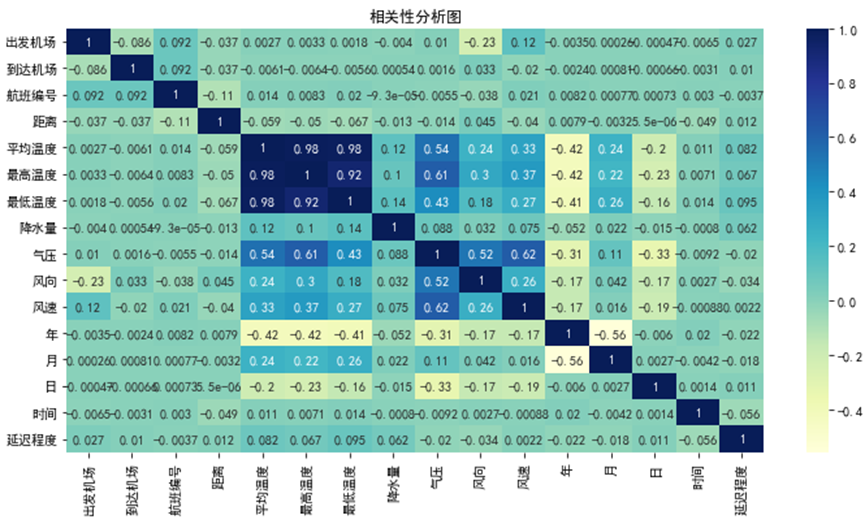 相关性分析图
出发机场 1 -0.086 0.092 -0.037 0.0027 0.0033 0.0018 -0.004 0.01 -0.23 0.12 -0.0035 0.00026 -0.00047 -0.0065 0.027
到达机场 -0.086 1 0.092 -0.037 -0.0061 -0.0064 -0.0056 0.00054 0.0016 0.033 -0.02 -0.0024 0.00081 -0.00066 -0.0031 0.01
航班编号 0.092 0.092 1 -0.11 0.014 0.0083 0.02 -9.3e-05 -0.0055 -0.038 0.021 0.0082 0.00077 0.00073 0.003 -0.0037
距离 -0.037 -0.037 -0.11 1 -0.059 -0.05 -0.067 -0.013 -0.014 0.045 -0.04 0.0079 -0.0032 5.5e-06 -0.049 0.012
平均温度 0.0027 -0.0061 0.014 -0.059 1 0.98 0.98 0.12 0.54 0.24 0.33 -0.42 0.24 -0.2 0.011 0.082
最高温度 0.0033 -0.0064 0.0083 -0.05 0.98 1 0.92 0.1 0.61 0.3 0.37 -0.42 0.22 -0.23 0.0071 0.067
最低温度 0.0018 -0.0056 0.02 -0.067 0.98 0.92 1 0.14 0.43 0.18 0.27 -0.41 0.26 -0.16 0.014 0.095
降水量 -0.004 0.00054 -9.3e-05 -0.013 0.12 0.1 0.14 1 0.088 0.032 0.075 -0.052 0.022 -0.015 -0.0008 0.062
气压 0.01 0.0016 -0.0055 -0.014 0.54 0.61 0.43 0.088 1 0.52 0.62 -0.31 0.11 -0.33 -0.0092 -0.02
风向 -0.23 0.033 -0.038 0.045 0.24 0.3 0.18 0.032 0.52 1 0.26 -0.17 0.042 -0.17 0.0027 -0.034
风速 0.12 -0.02 0.021 -0.04 0.33 0.37 0.27 0.075 0.62 0.26 1 -0.17 0.016 -0.19 -0.00088 0.0022
年 -0.0035 -0.0024 0.0082 0.0079 -0.42 -0.42 -0.41 -0.052 -0.31 -0.17 -0.17 1 -0.56 -0.006 0.02 -0.022
月 0.00026 0.00081 0.00077 -0.0032 0.24 0.22 0.26 0.022 0.11 0.042 0.016 -0.56 1 0.0027 -0.0042 -0.018
日 -0.00047 -0.00066 0.00073 5.5e-06 -0.2 -0.23 -0.16 -0.015 -0.33 -0.17 -0.19 -0.006 0.0027 1 0.0014 0.011
时间 -0.0065 -0.0031 0.003 -0.049 0.011 0.0071 0.014 -0.0008 -0.0092 0.0027 -0.00088 0.02 -0.0042 0.0014 1 -0.056
延迟程度 0.027 0.01 -0.0037 0.012 0.082 0.067 0.095 0.062 -0.02 -0.034 0.0022 -0.022 -0.018 0.011 -0.056 1
出发机场 到达机场 航班编号 距离 平均温度 最高温度 最低温度 降水量 气压 风向 风速 年 月 日 时间 延迟程度
1.0
0.8
0.6
0.4
0.2
0.0
-0.2
-0.4